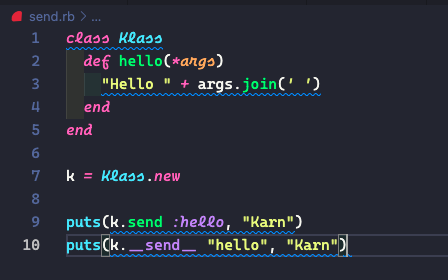 send.rb > ...
1 class Klass
2   def hello(*args)
3     "Hello " + args.join(' ')
4   end
5 end
6
7 k = Klass.new
8
9 puts(k.send :hello, "Karn")
10 puts(k.__send__ "hello", "Karn")